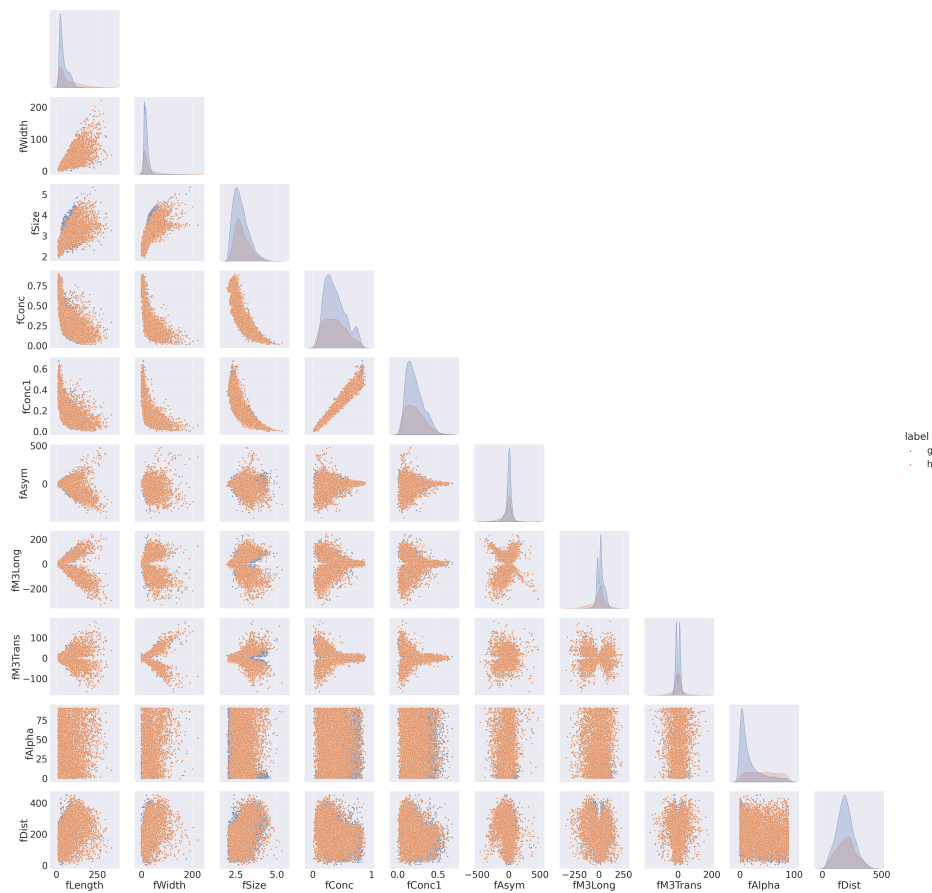 200
100
0
fWidth
5
4
3
2
fSize
0.75
0.50
0.25
0.00
fConc
0.6
0.4
0.2
0.0
fConc1
500
0
fAsym
label
g
h
200
0
−200
fM3Long
100
0
−100
fM3Trans
75
50
25
0
fAlpha
400
200
0
fDist
0 250
fLength
0 200
fWidth
2.5 5.0
fSize
0 1
fConc
0.0 0.5
fConc1
−500 0 500
fAsym
−250 0 250
fM3Long
0 200
fM3Trans
0 100
fAlpha
0 500
fDist